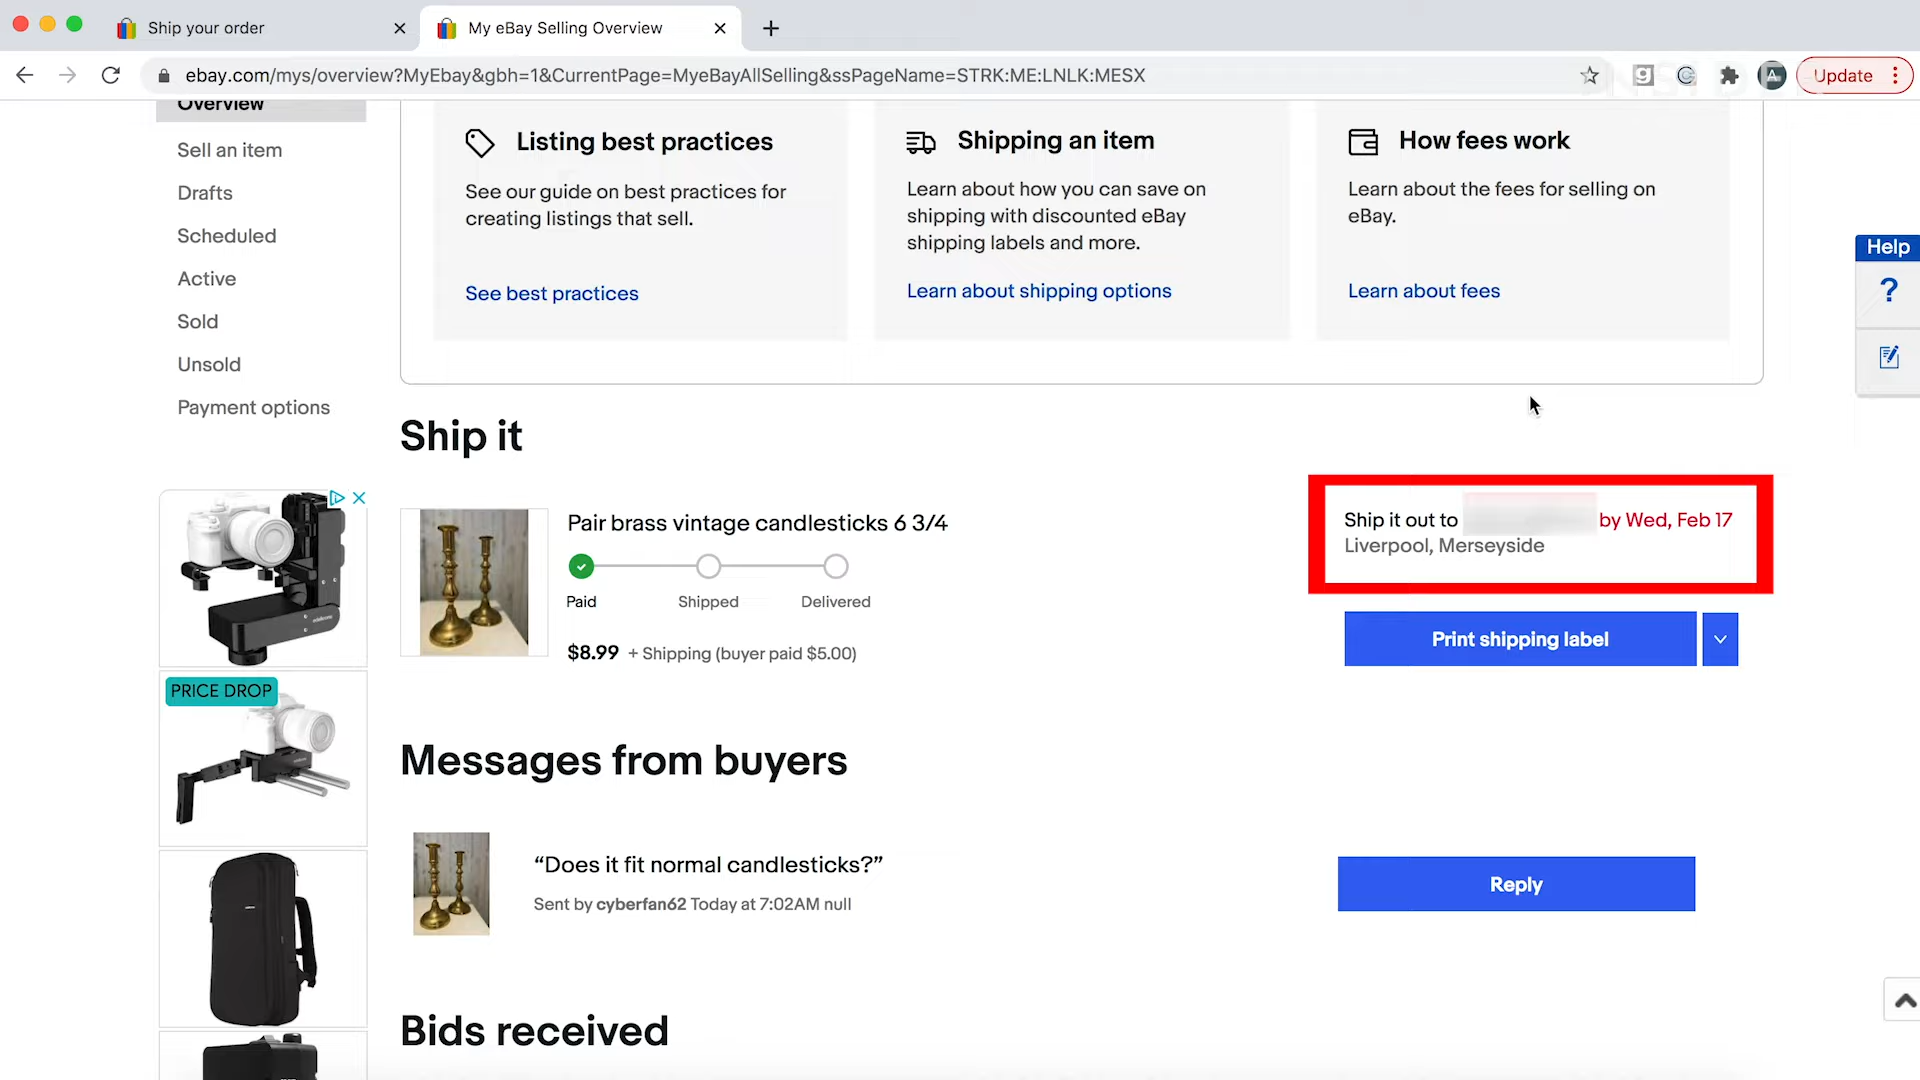 Ship your order
My eBay Selling Overview
ebay.com/mys/overview?MyEbay&gbh=1&CurrentPage=MyeBayAllSelling&ssPageName=STRK:ME:LNLK:MESX
Update
Overview
Sell an item
Drafts
Scheduled
Active
Sold
Unsold
Payment options
Listing best practices
See our guide on best practices for
creating listings that sell.
See best practices
Shipping an item
Learn about how you can save on
shipping with discounted eBay
shipping labels and more.
Learn about shipping options
How fees work
Learn about the fees for selling on
eBay.
Learn about fees
Help
?
Ship it
Pair brass vintage candlesticks 6 3/4
Paid
Shipped
Delivered
$8.99 + Shipping (buyer paid $5.00)
Ship it out to by Wed, Feb 17
Liverpool, Merseyside
Print shipping label
PRICE DROP
Messages from buyers
“Does it fit normal candlesticks?”
Sent by cyberfan62 Today at 7:02AM null
Reply
Bids received